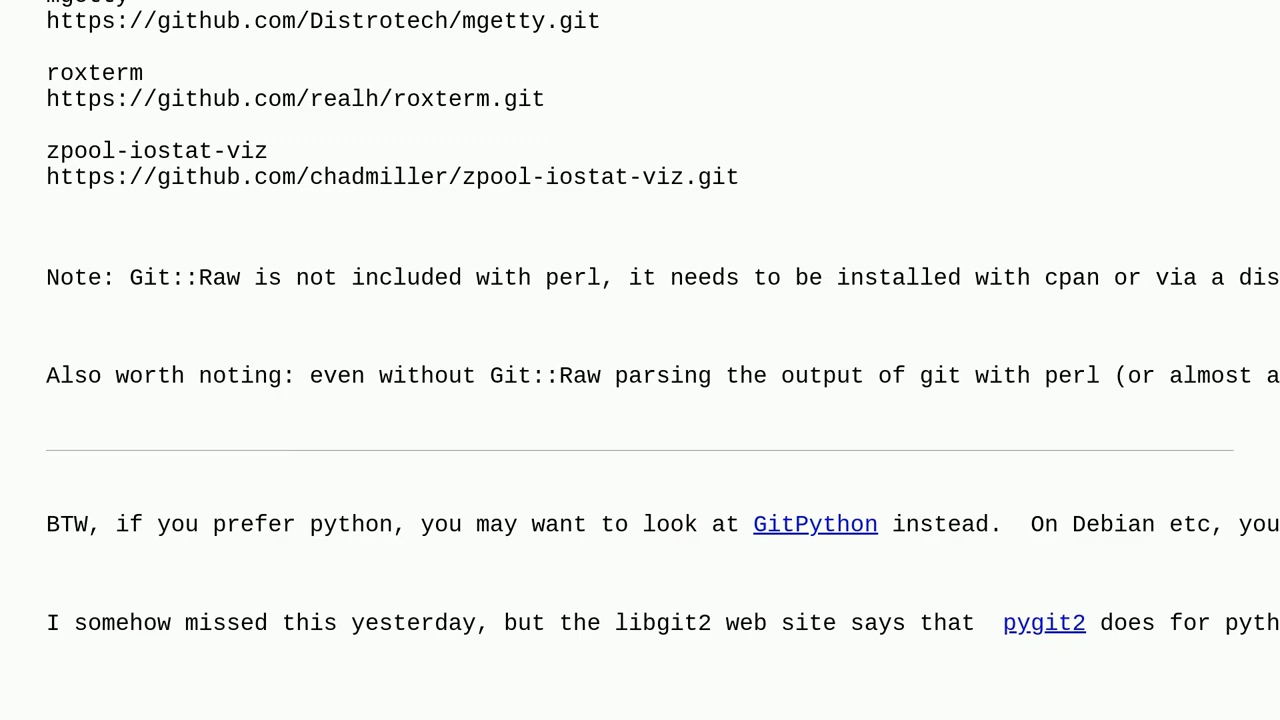 https://github.com/Distrotech/mgetty.git
roxterm
https://github.com/realh/roxterm.git
zpool-iostat-viz
https://github.com/chadmiller/zpool-iostat-viz.git
Note: Git::Raw is not included with perl, it needs to be installed with cpan or via a dis
Also worth noting: even without Git::Raw parsing the output of git with perl (or almost a
BTW, if you prefer python, you may want to look at GitPython instead.  On Debian etc, you
I somehow missed this yesterday, but the libgit2 web site says that  pygit2 does for pyth